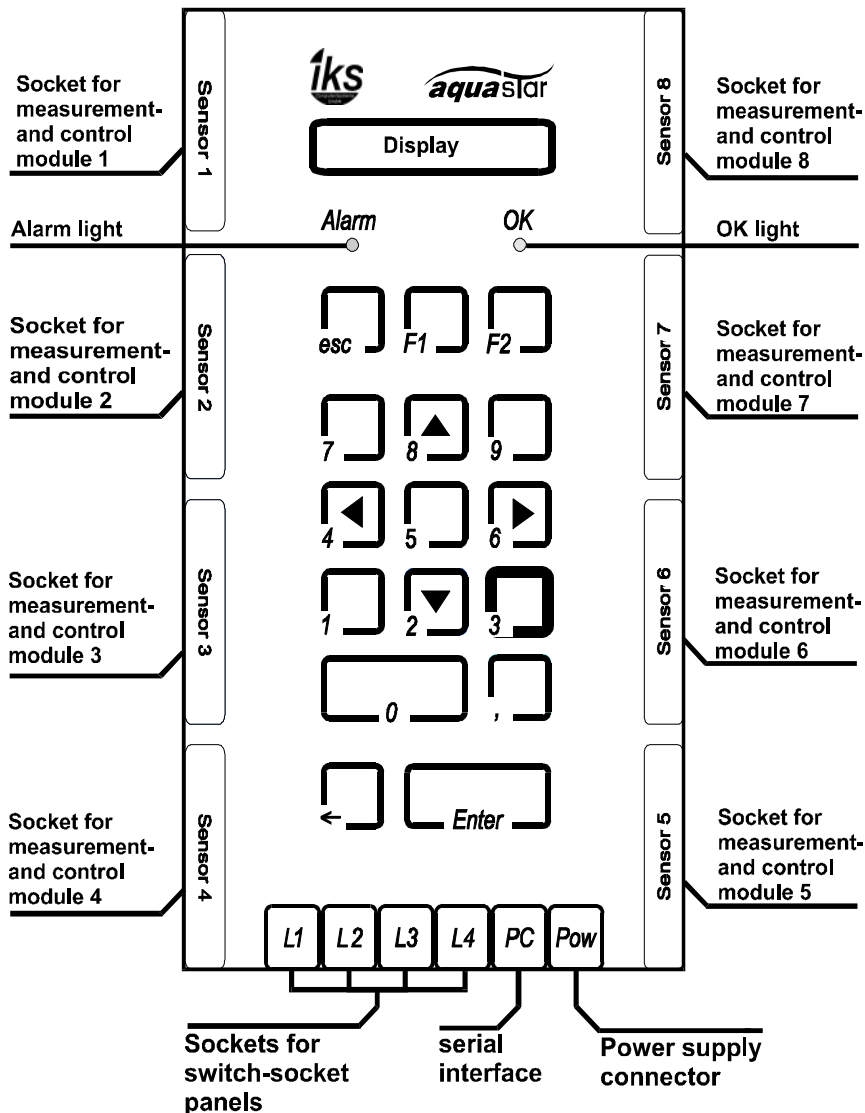 iks
aquastar
Display
Socket for
measurement-
and control
module 1
Sensor 1
Sensor 8
Socket for
measurement-
and control
module 8
Alarm light
Alarm
OK
OK light
esc
F1
F2
Socket for
measurement-
and control
module 2
Sensor 2
Sensor 7
Socket for
measurement-
and control
module 7
7
8
9
4
5
6
1
2
3
0
,
Socket for
measurement-
and control
module 3
Sensor 3
Sensor 6
Socket for
measurement-
and control
module 6
←
Enter
Socket for
measurement-
and control
module 4
Sensor 4
Sensor 5
Socket for
measurement-
and control
module 5
L1
L2
L3
L4
PC
Pow
Sockets for
switch-socket
panels
serial
interface
Power supply
connector